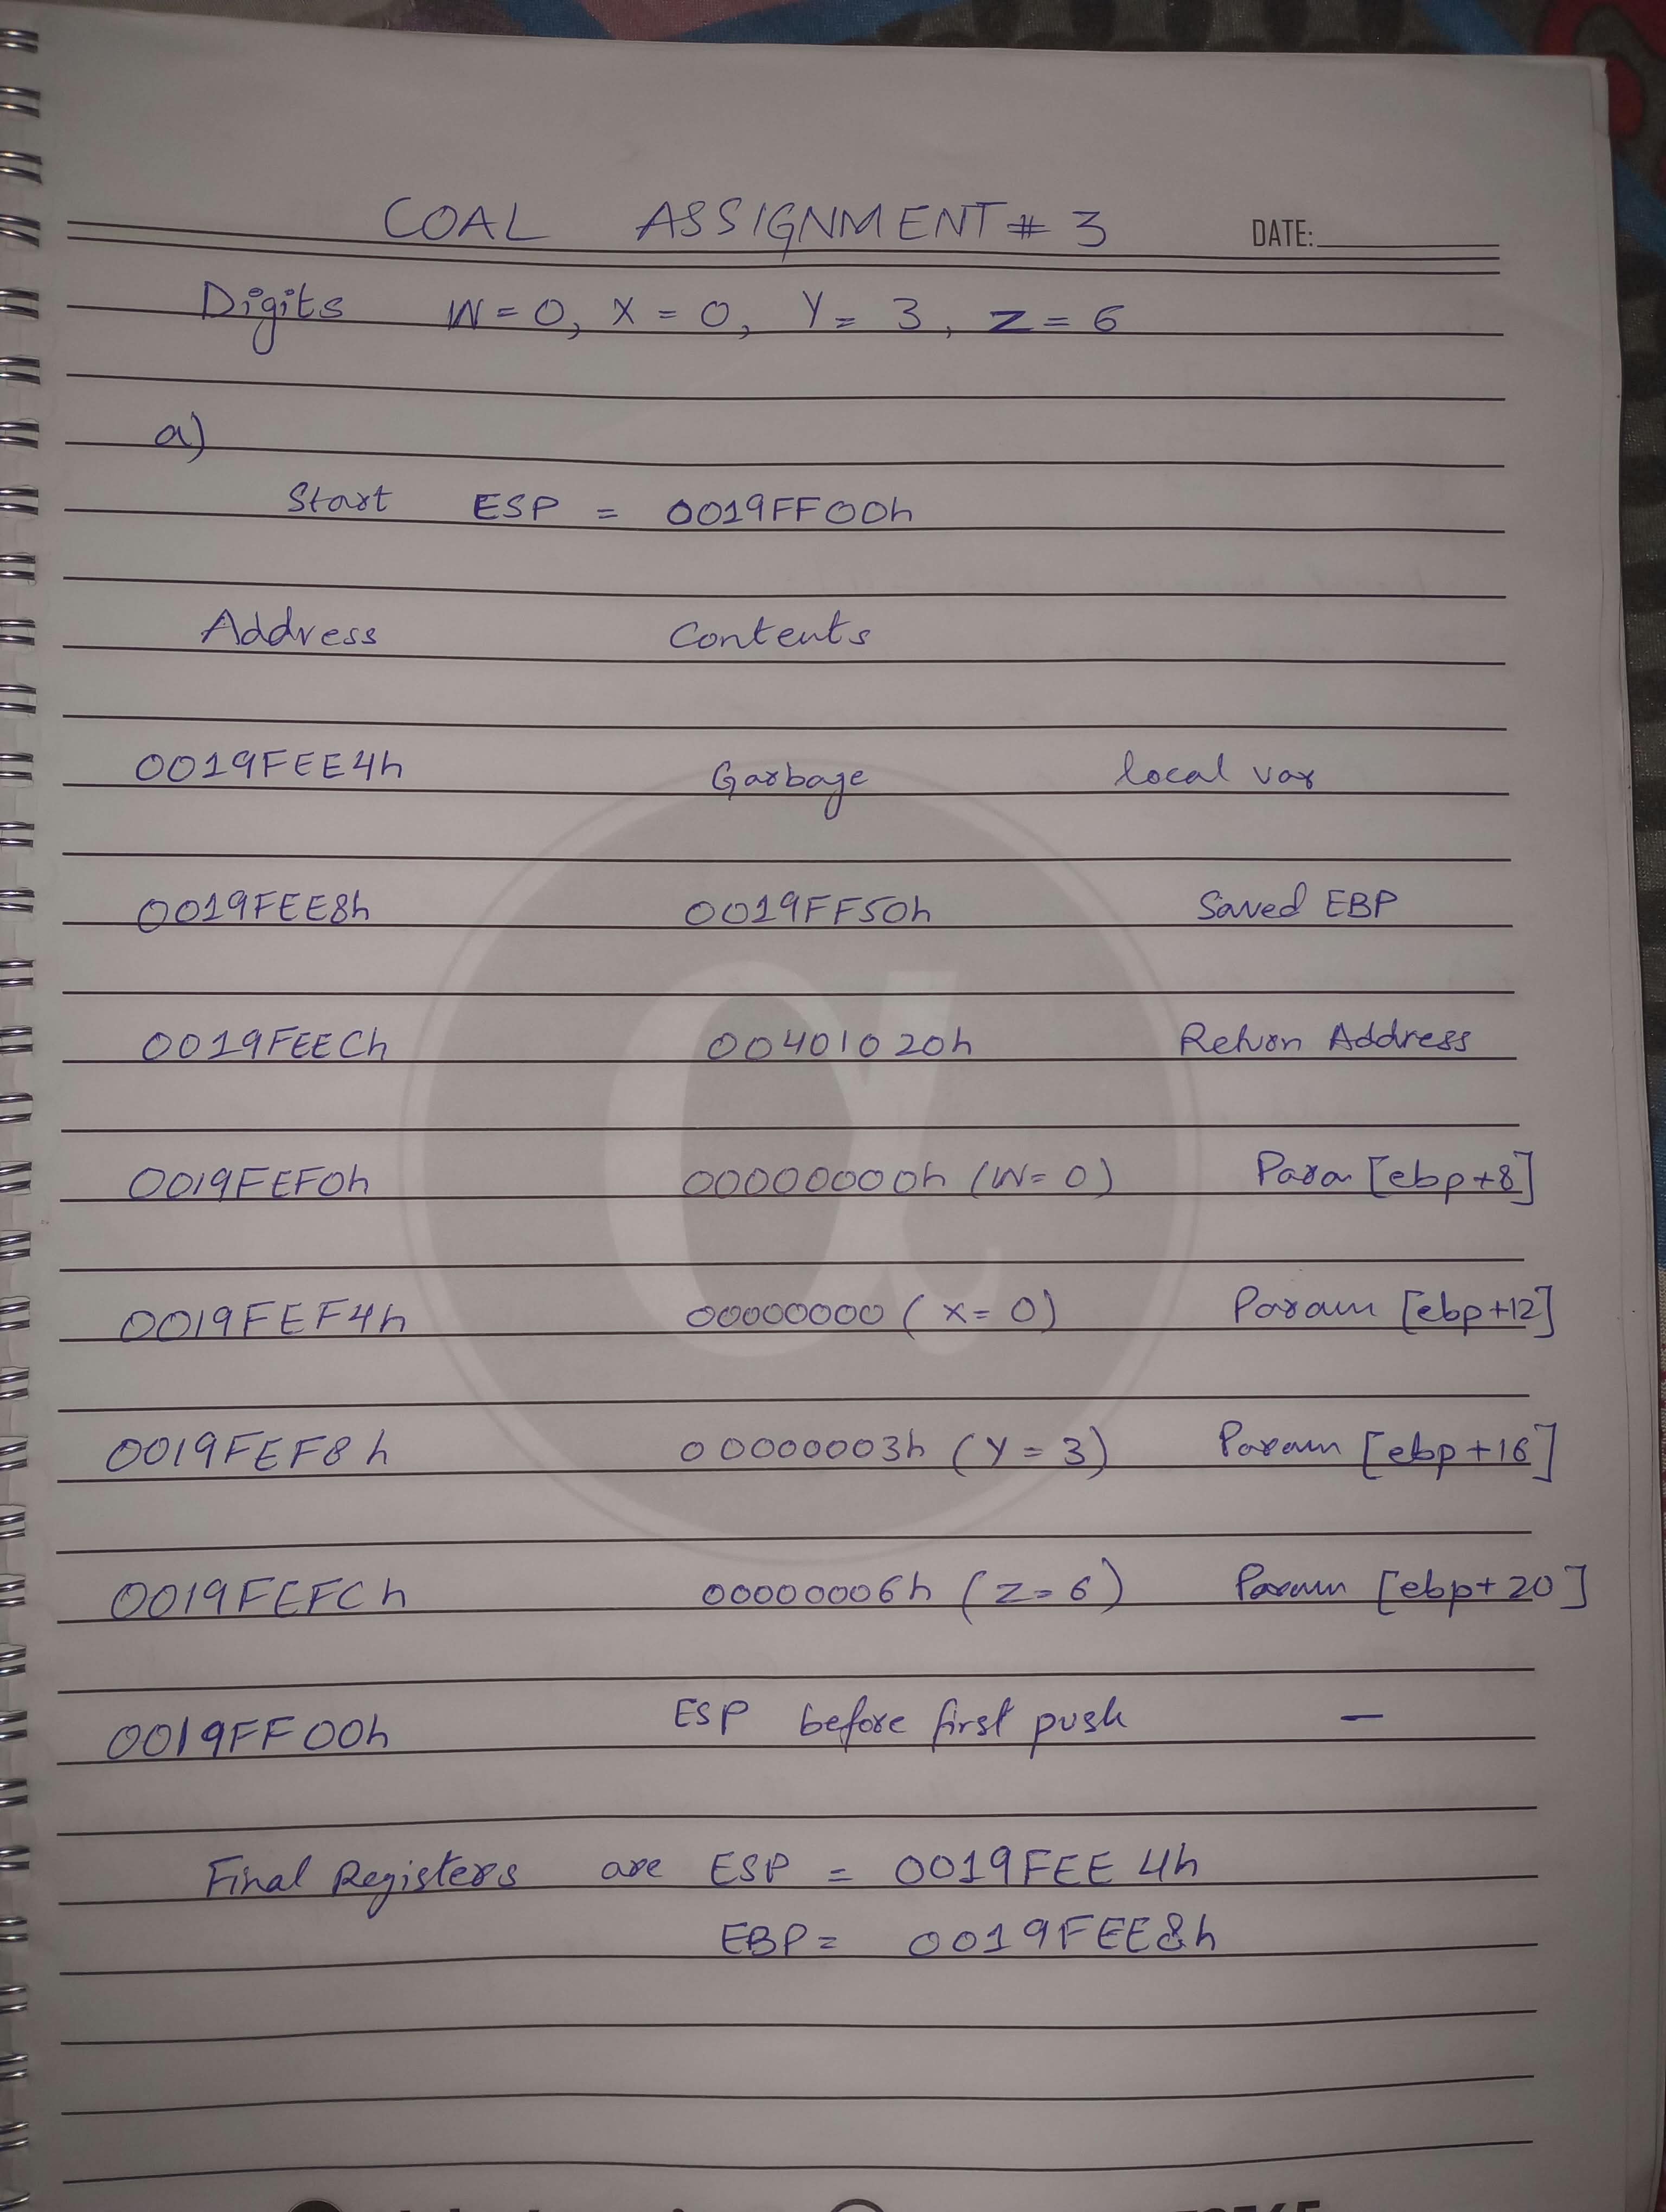 COAL ASSIGNMENT # 3 DATE:
Digits W = 0, X = 0, Y = 3, Z = 6
a)
Start ESP = 0019FF00h
Address Contents
0019FEE4h Garbage local var
0019FEE8h 0019FF50h Saved EBP
0019FEECh 00401020h Return Address
0019FEF0h 00000000h (W= 0) Para [ebp+8]
0019FEF4h 00000000 (X= 0) Param [ebp+12]
0019FEF8h 00000003h (Y = 3) Param [ebp+16]
0019FEFCh 00000006h (Z = 6) Param [ebp+20]
0019FF00h ESP before first push —
Final Registers are ESP = 0019FEE4h
EBP = 0019FEE8h